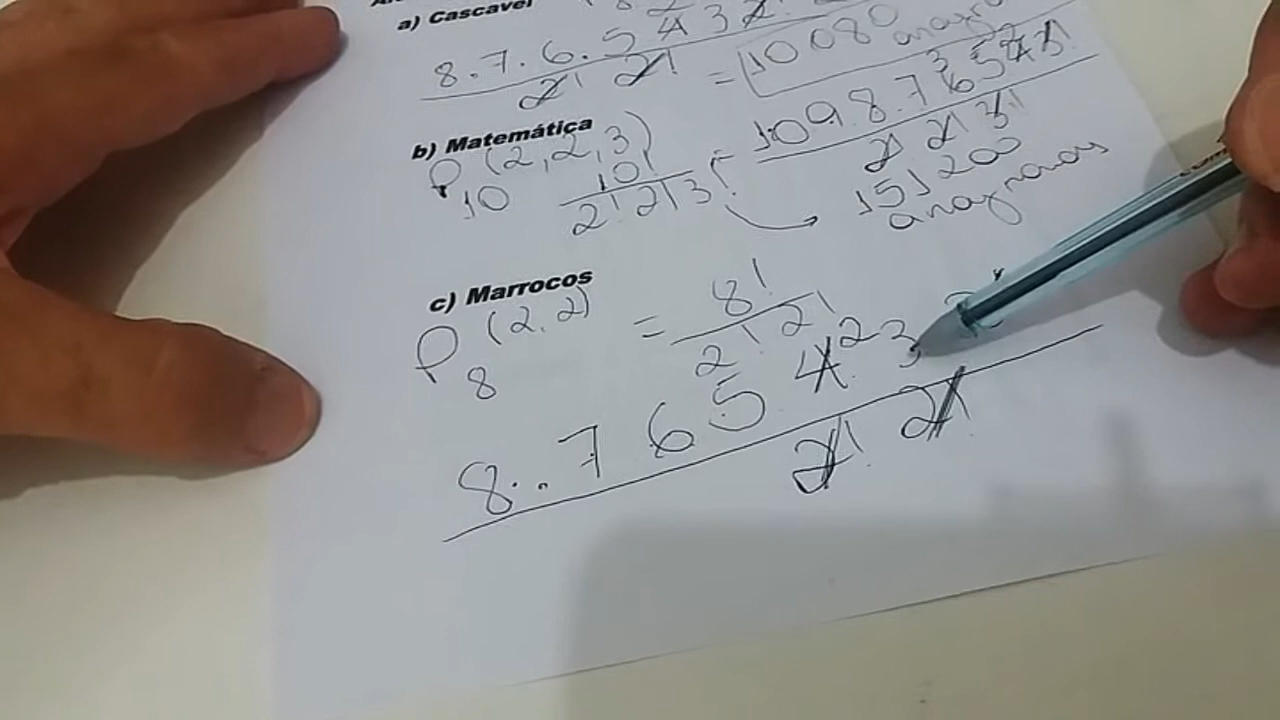 a) Cascavel
8.7.6.5 4 3 2!
2! 2! = 10080
b) Matemática
P10 (2,2,3) 10!/2!2!3! = 10 9.8.7 6 5 4 3!
2! 2! 3!
151200
anagramas
c) Marrocos
P8 (2,2) = 8!/2!2!
8..7 6 5 4 2 3
2! 2!